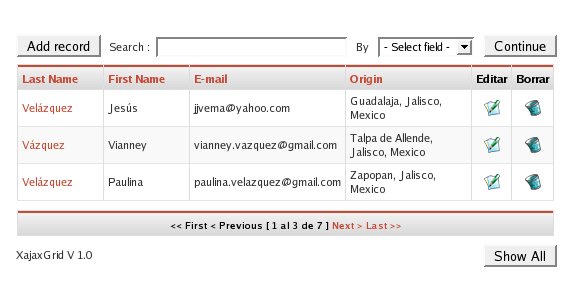 Add record Search : By - Select field - Continue
Last Name First Name E-mail Origin Editar Borrar
Velázquez Jesús jjvema@yahoo.com Guadalaja, Jalisco,
Mexico
Vázquez Vianney vianney.vazquez@gmail.com Talpa de Allende,
Jalisco, Mexico
Velázquez Paulina paulina.velazquez@gmail.com Zapopan, Jalisco,
Mexico
<< First < Previous [ 1 al 3 de 7 ] Next > Last >>
XajaxGrid V 1.0 Show All